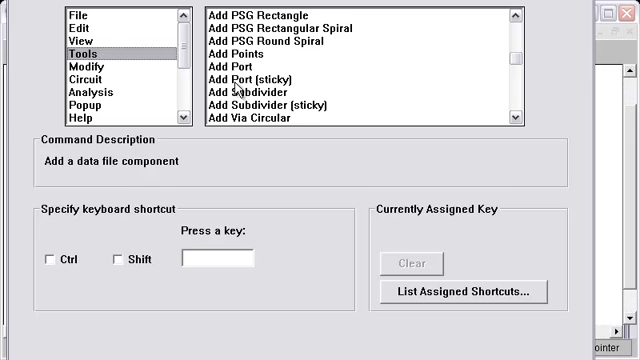 File
Edit
View
Tools
Modify
Circuit
Analysis
Popup
Help
Add PSG Rectangle
Add PSG Rectangular Spiral
Add PSG Round Spiral
Add Points
Add Port
Add Port (sticky)
Add Subdivider
Add Subdivider (sticky)
Add Via Circular
Command Description
Add a data file component
Specify keyboard shortcut
Press a key:
Ctrl
Shift
Currently Assigned Key
Clear
List Assigned Shortcuts...
ointer